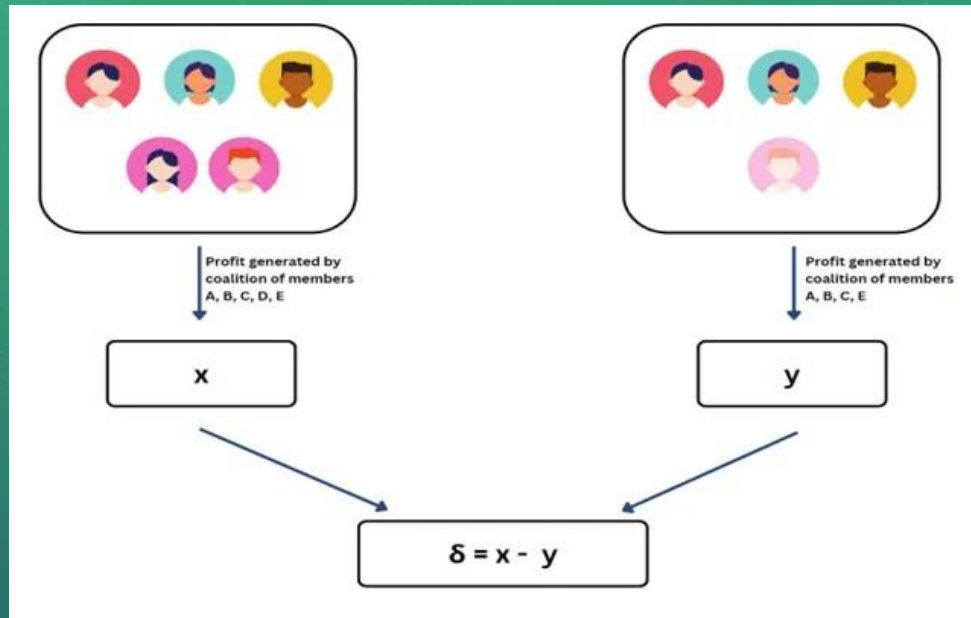 Profit generated by
coalition of members
A, B, C, D, E
Profit generated by
coalition of members
A, B, C, E
x
y
δ = x - y